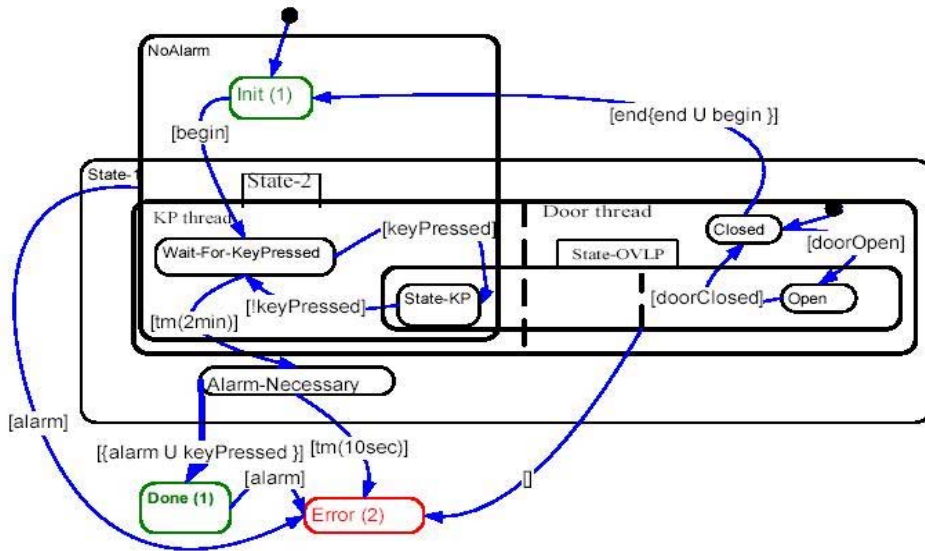 NoAlarm
Init (1)
[end{end U begin }]
[begin]
State-1
State-2
KP thread
Door thread
[keyPressed]
Closed
Wait-For-KeyPressed
State-OVLP
[doorOpen]
[!keyPressed]
State-KP
[doorClosed]
Open
[tm(2min)]
Alarm-Necessary
[alarm]
[{alarm U keyPressed }]
[tm(10sec)]
[alarm]
[]
Done (1)
Error (2)